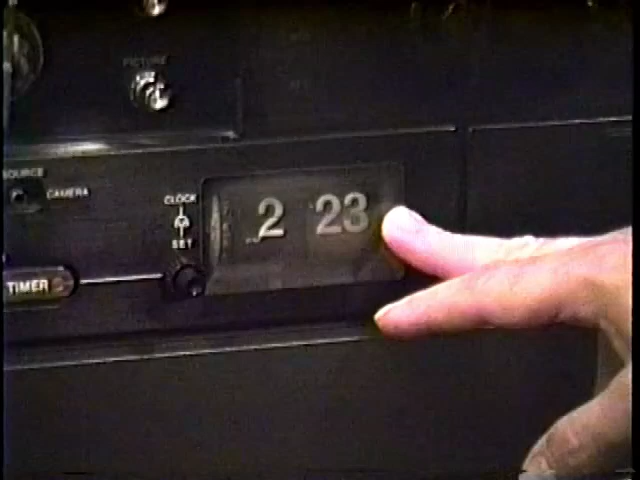 PICTURE
SOURCE
CAMERA
CLOCK
SET
2 23
TIMER